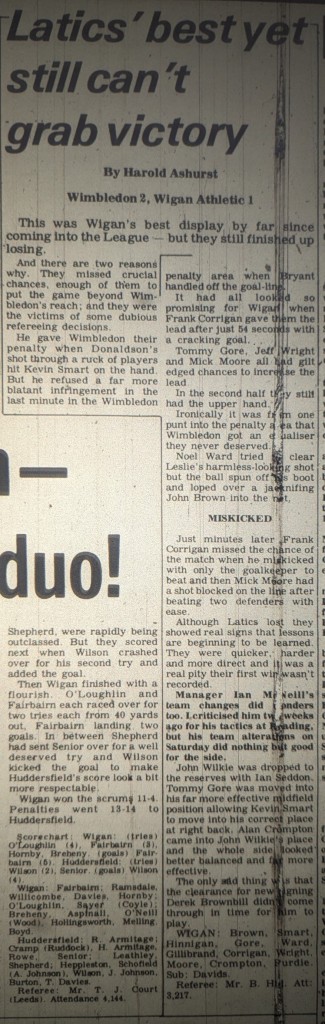 Latics' best yet
still can't
grab victory
By Harold Ashurst
Wimbledon 2, Wigan Athletic 1
This was Wigan's best display by far since
coming into the League — but they still finished up
losing.
And there are two reasons
why. They missed crucial
chances, enough of them to
put the game beyond Wim-
bledon's reach; and they were
the victims of some dubious
refereeing decisions.
He gave Wimbledon their
penalty when Donaldson's
shot through a ruck of players
hit Kevin Smart on the hand.
But he refused a far more
blatant infringement in the
last minute in the Wimbledon
penalty area when Bryant
handled off the goal-line.
It had all looked so
promising for Wigan when
Frank Corrigan gave them the
lead after just 54 seconds with
a cracking goal.
Tommy Gore, Jeff Wright
and Mick Moore all had gilt
edged chances to increase the
lead
In the second half they still
had the upper hand.
Ironically it was from one
punt into the penalty area that
Wimbledon got an equaliser
they never deserved.
Noel Ward tried to clear
Leslie's harmless-looking shot
but the ball spun off his boot
and loped over a jacknifing
John Brown into the net.
MISKICKED
Just minutes later Frank
Corrigan missed the chance of
the match when he miskicked
with only the goalkeeper to
beat and then Mick Moore had
a shot blocked on the line after
beating two defenders with
ease.
Although Latics lost they
showed real signs that lessons
are beginning to be learned.
They were quicker, harder
and more direct and it was a
real pity their first win wasn't
recorded.
Manager Ian McNeill's
team changes did wonders
too. I criticised him two weeks
ago for his tactics at Reading,
but his team alterations on
Saturday did nothing but good
for the side.
John Wilkie was dropped to
the reserves with Ian Seddon.
Tommy Gore was moved into
his far more effective midfield
position allowing Kevin Smart
to move into his correct place
at right back. Alan Crompton
came into John Wilkie's place
and the whole side looked
better balanced and far more
effective.
The only sad thing was that
the clearance for new signing
Derek Brownbill didn't come
through in time for him to
play.
WIGAN: Brown, Smart,
Hinnigan, Gore, Ward,
Gillibrand, Corrigan, Wright,
Moore, Crompton, Purdie.
Sub: Davids.
Referee: Mr. B. Att:
3,217.
n—
duo!
Shepherd, were rapidly being
outclassed. But they scored
next when Wilson crashed
over for his second try and
added the goal.
Then Wigan finished with a
flourish. O'Loughlin and
Fairbairn each raced over for
two tries each from 40 yards
out, Fairbairn landing two
goals. In between Shepherd
had sent Senior over for a well
deserved try and Wilson
kicked the goal to make
Huddersfield's score look a bit
more respectable.
Wigan won the scrums 11-4.
Penalties went 13-14 to
Huddersfield.
Scorechart: Wigan: (tries)
O'Loughlin (4), Fairbairn (3),
Hornby, Breheny, (goals) Fair-
bairn (5). Huddersfield: (tries)
Wilson (2), Senior. (goals) Wilson
(4).
Wigan: Fairbairn; Ramsdale,
Willicombe, Davies, Hornby;
O'Loughlin, Sayer (Coyle);
Breheny, Aspinall, O'Neill
(Wood), Hollingsworth, Melling,
Boyd.
Huddersfield: R. Armitage;
Cramp (Ruddock), H. Armitage,
Rowe, Senior; Leathley,
Shepherd; Heppleston, Schofield
(A. Johnson), Wilson, J. Johnson,
Burton, T. Davies.
Referee: Mr. T. J. Court
(Leeds). Attendance 4,144.